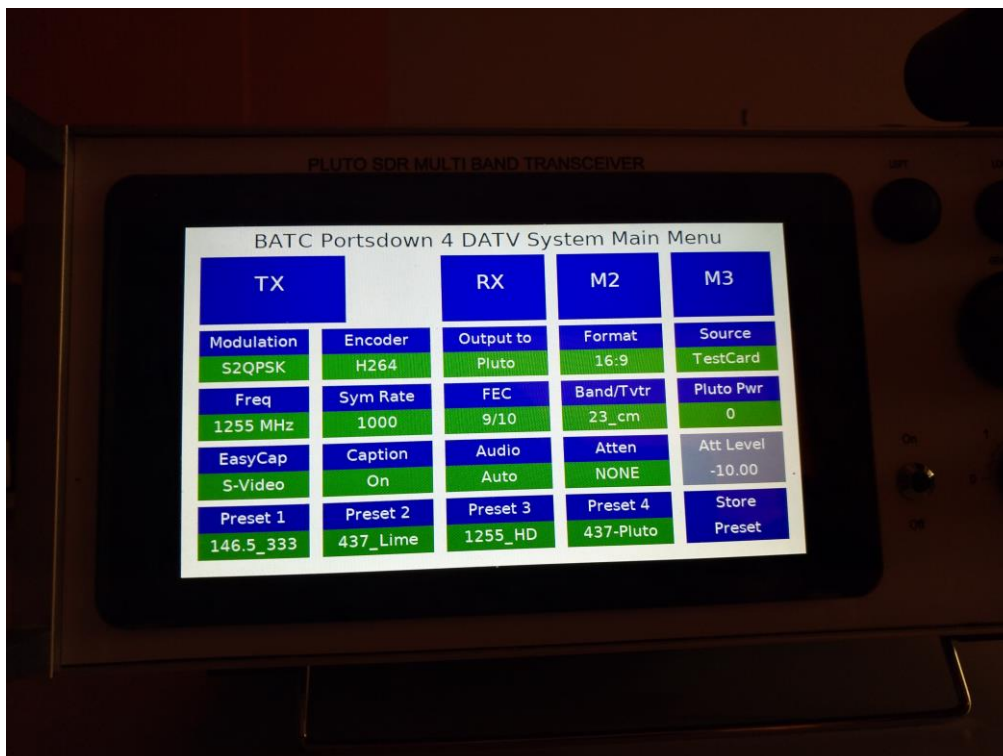 PLUTO SDR MULTI BAND TRANSCEIVER
BATC Portsdown 4 DATV System Main Menu
TX RX M2 M3
Modulation Encoder Output to Format Source
S2QPSK H264 Pluto 16:9 TestCard
Freq Sym Rate FEC Band/Tvtr Pluto Pwr
1255 MHz 1000 9/10 23_cm 0
EasyCap Caption Audio Atten Att Level
S-Video On Auto NONE -10.00
Preset 1 Preset 2 Preset 3 Preset 4 Store
146.5_333 437_Lime 1255_HD 437-Pluto Preset
On
Off